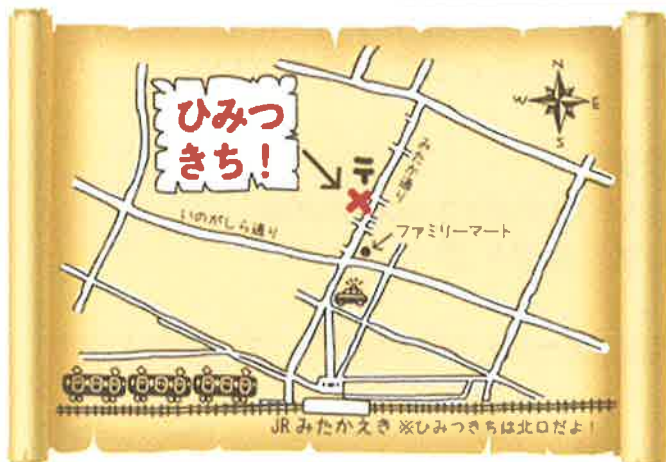 N
W E
S
ひみつ
きち！
みたか通り
いのがしら通り
ファミリーマート
JRみたかえき ※ひみつきちは北口だよ！